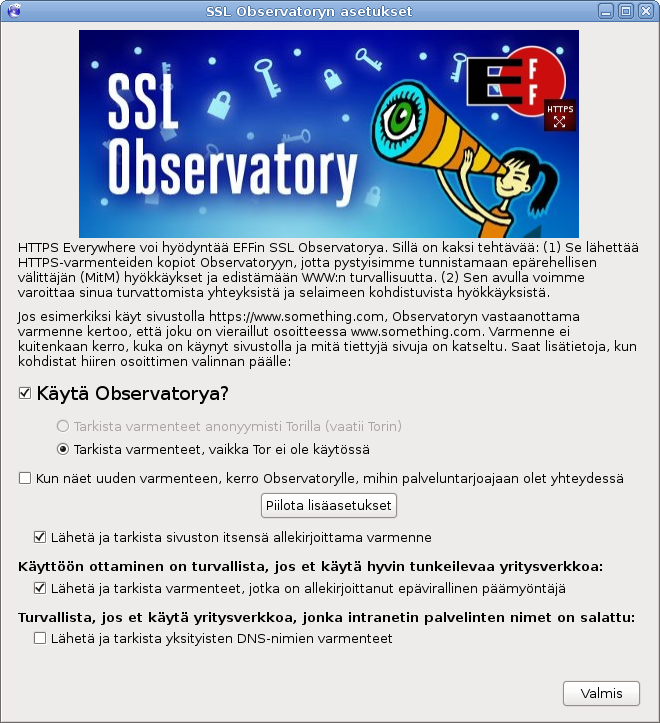 SSL Observatoryn asetukset
SSL
Observatory
EFF
HTTPS
HTTPS Everywhere voi hyödyntää EFFin SSL Observatorya. Sillä on kaksi tehtävää: (1) Se lähettää
HTTPS-varmenteiden kopiot Observatoryyn, jotta pystyisimme tunnistamaan epärehellisen
välittäjän (MitM) hyökkäykset ja edistämään WWW:n turvallisuutta. (2) Sen avulla voimme
varoittaa sinua turvattomista yhteyksistä ja selaimeen kohdistuvista hyökkäyksistä.
Jos esimerkiksi käyt sivustolla https://www.something.com, Observatoryn vastaanottama
varmenne kertoo, että joku on vieraillut osoitteessa www.something.com. Varmenne ei
kuitenkaan kerro, kuka on käynyt sivustolla ja mitä tiettyjä sivuja on katseltu. Saat lisätietoja, kun
kohdistat hiiren osoittimen valinnan päälle:
Käytä Observatorya?
Tarkista varmenteet anonyymisti Torilla (vaatii Torin)
Tarkista varmenteet, vaikka Tor ei ole käytössä
Kun näet uuden varmenteen, kerro Observatorylle, mihin palveluntarjoajaan olet yhteydessä
Piilota lisäasetukset
Lähetä ja tarkista sivuston itsensä allekirjoittama varmenne
Käyttöön ottaminen on turvallista, jos et käytä hyvin tunkeilevaa yritysverkkoa:
Lähetä ja tarkista varmenteet, jotka on allekirjoittanut epävirallinen päämyöntäjä
Turvallista, jos et käytä yritysverkkoa, jonka intranetin palvelinten nimet on salattu:
Lähetä ja tarkista yksityisten DNS-nimien varmenteet
Valmis